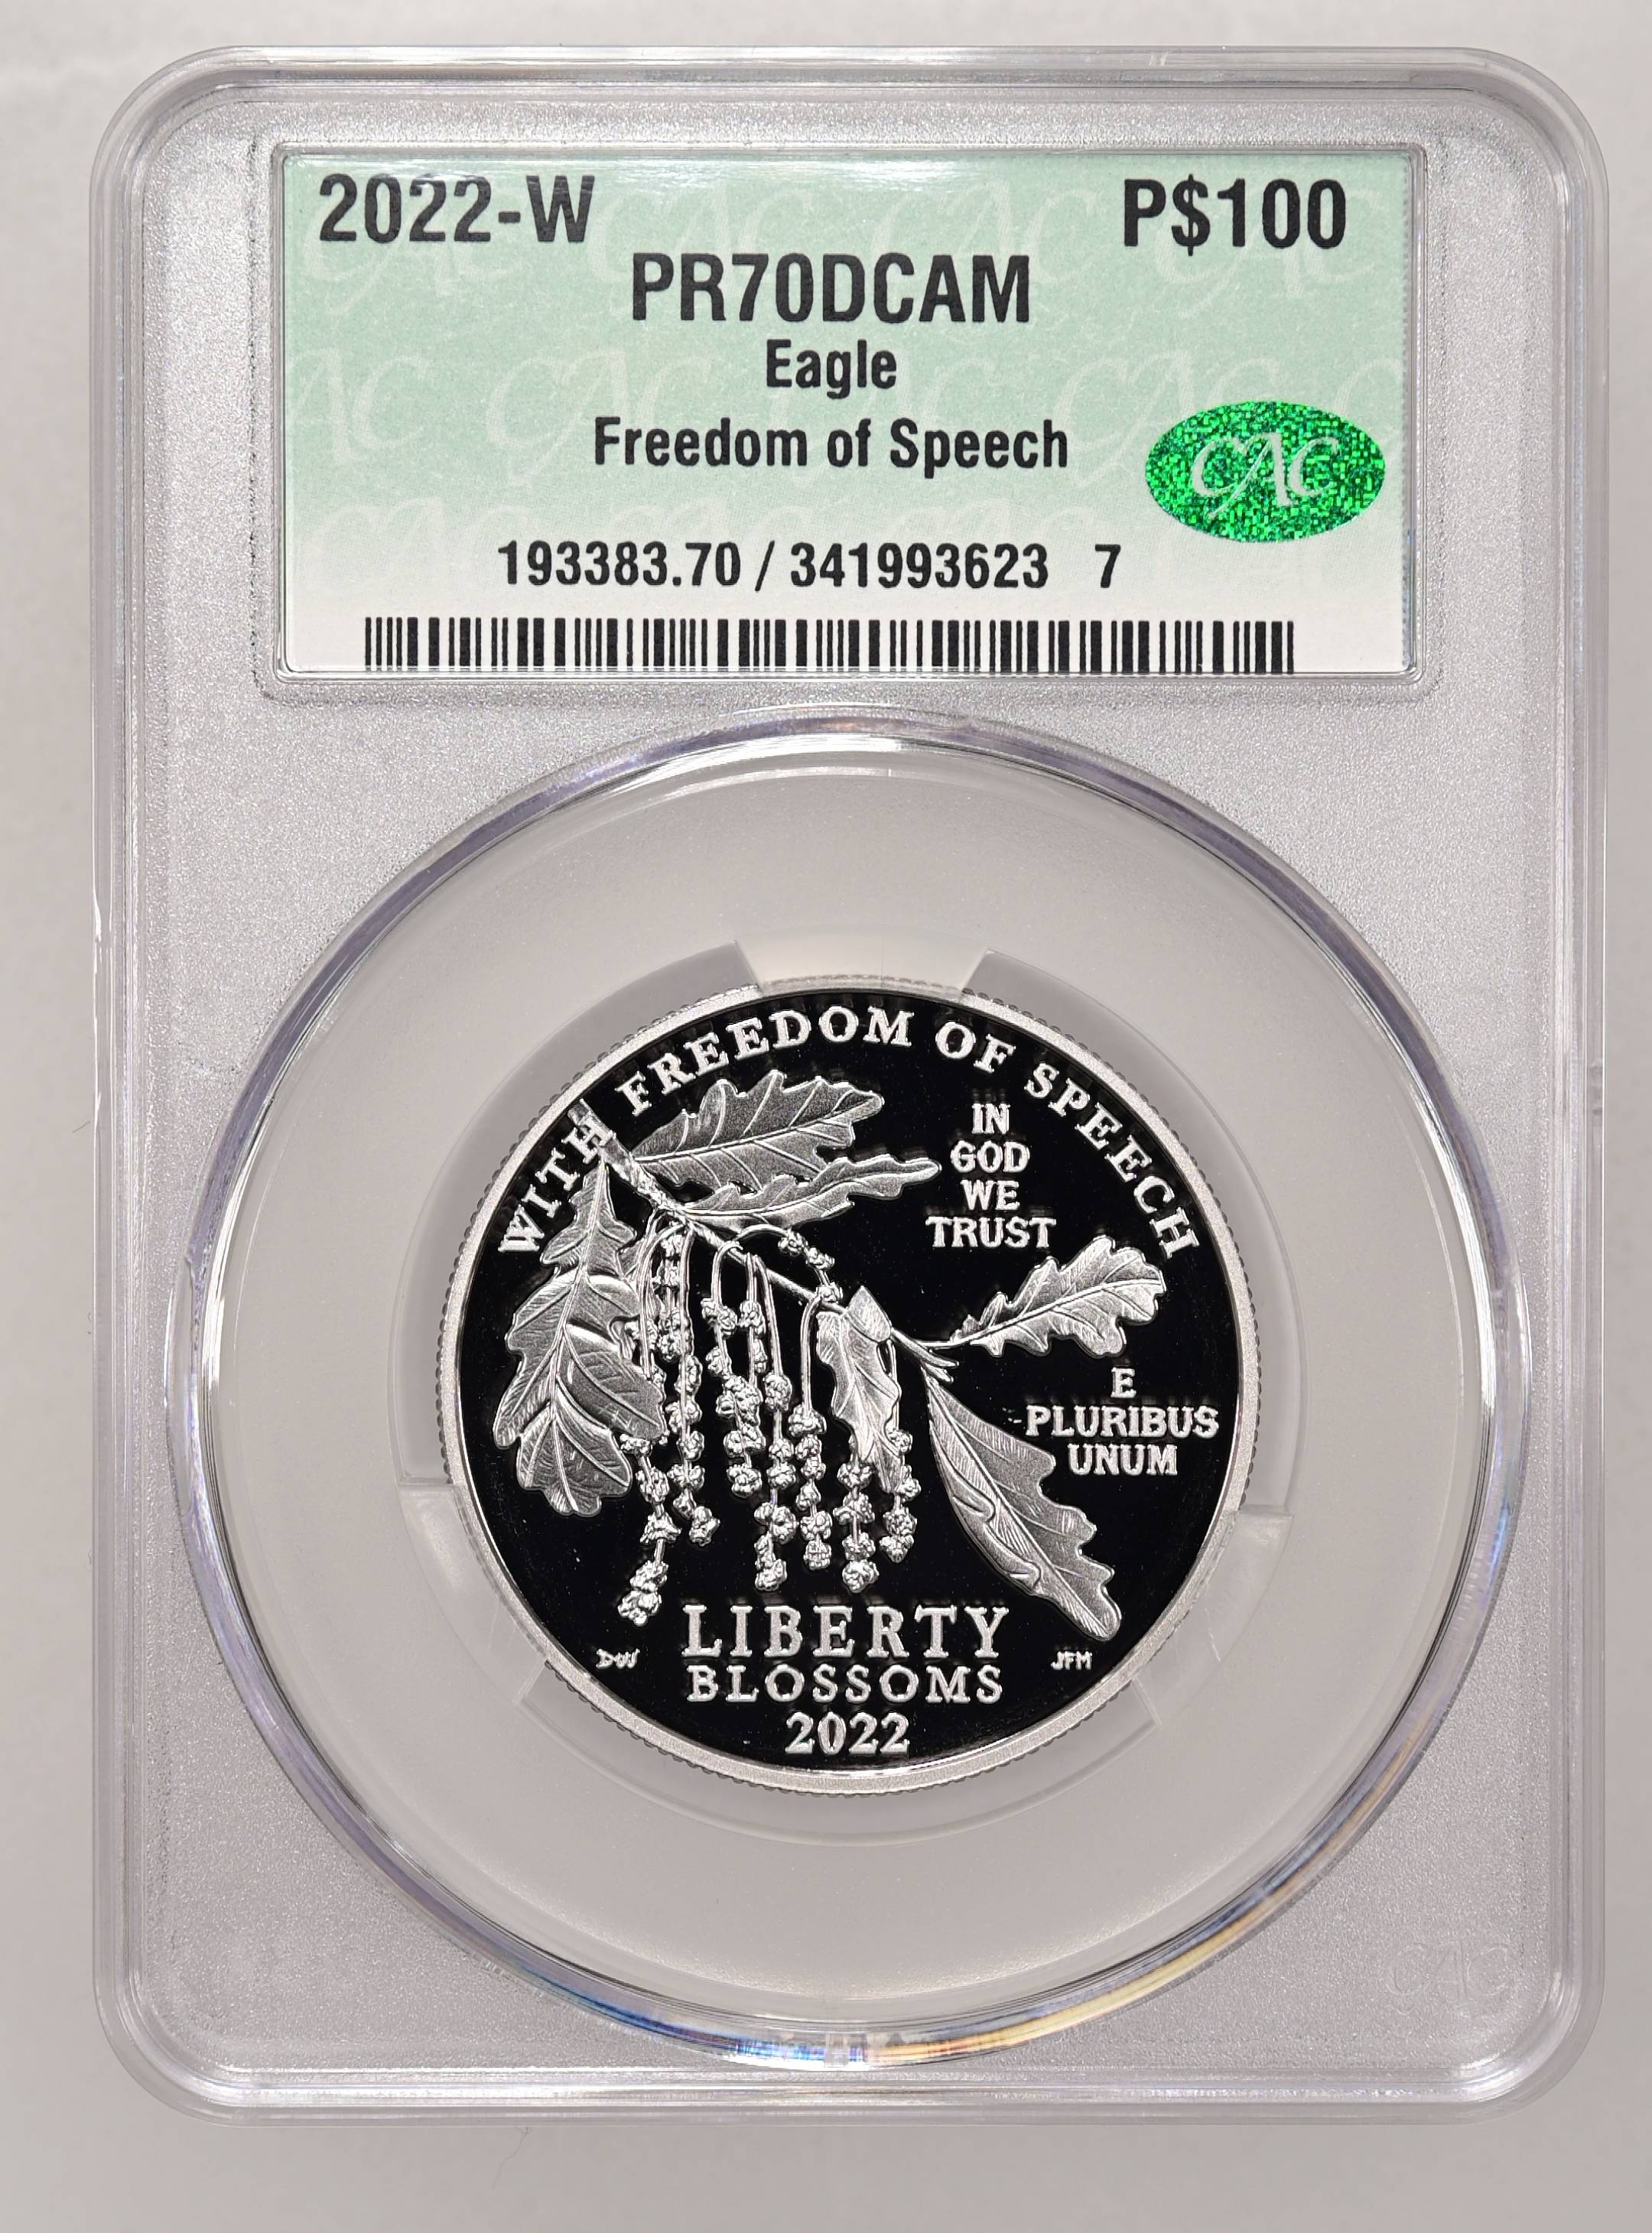 2022-W P$100
PR70DCAM
Eagle
Freedom of Speech
CAC
193383.70 / 341993623 7
WITH FREEDOM OF SPEECH
IN
GOD
WE
TRUST
E
PLURIBUS
UNUM
LIBERTY
BLOSSOMS
2022
JFM
CAC